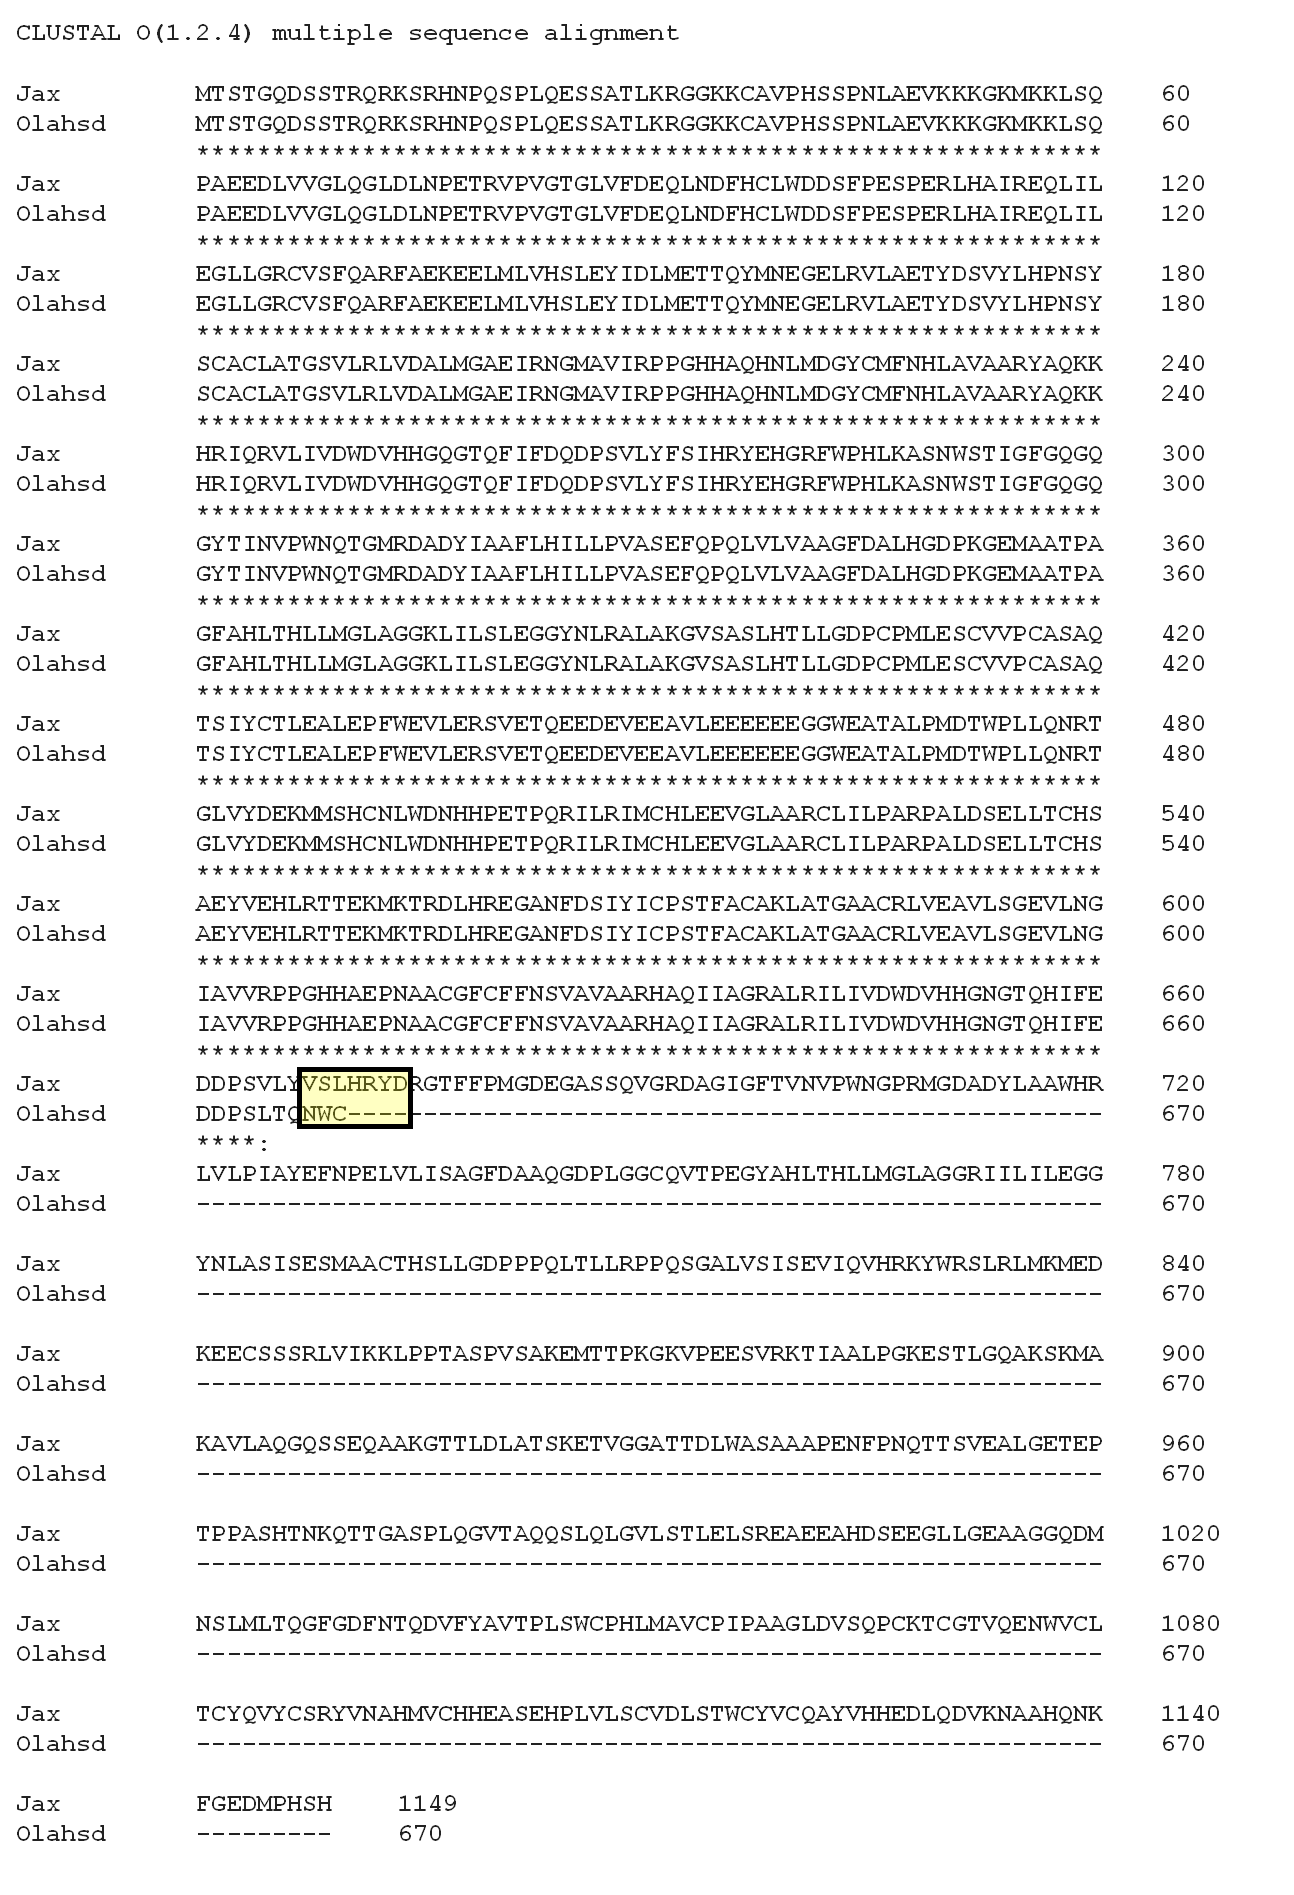 CLUSTAL O(1.2.4) multiple sequence alignment
Jax MTSTGQDSSTRQRKSRHNPQSPLQESSATLKRGGKKCAVPHSSPNLAEVKKKGKMKKLSQ 60
Olahsd MTSTGQDSSTRQRKSRHNPQSPLQESSATLKRGGKKCAVPHSSPNLAEVKKKGKMKKLSQ 60
************************************************************
Jax PAEEDLVVGLQGLDLNPETRVPVGTGLVFDEQLNDFHCLWDDSFPESPERLHAIREQLIL 120
Olahsd PAEEDLVVGLQGLDLNPETRVPVGTGLVFDEQLNDFHCLWDDSFPESPERLHAIREQLIL 120
************************************************************
Jax EGLLGRCVSFQARFAEKEELMLVHSLEYIDLMETTQYMNEGELRVLAETYDSVYLHPNSY 180
Olahsd EGLLGRCVSFQARFAEKEELMLVHSLEYIDLMETTQYMNEGELRVLAETYDSVYLHPNSY 180
************************************************************
Jax SCACLATGSVLRLVDALMGAEIRNGMAVIRPPGHHAQHNLMDGYCMFNHLAVAARYAQKK 240
Olahsd SCACLATGSVLRLVDALMGAEIRNGMAVIRPPGHHAQHNLMDGYCMFNHLAVAARYAQKK 240
************************************************************
Jax HRIQRVLIVDWDVHHGQGTQFIFDQDPSVLYFSIHRYEHGRFWPHLKASNWSTIGFGQGQ 300
Olahsd HRIQRVLIVDWDVHHGQGTQFIFDQDPSVLYFSIHRYEHGRFWPHLKASNWSTIGFGQGQ 300
************************************************************
Jax GYTINVPWNQTGMRDADYIAAFLHILLPVASEFQPQLVLVAAGFDALHGDPKGEMAATPA 360
Olahsd GYTINVPWNQTGMRDADYIAAFLHILLPVASEFQPQLVLVAAGFDALHGDPKGEMAATPA 360
************************************************************
Jax GFAHLTHLLMGLAGGKLILSLEGGYNLRALAKGVSASLHTLLGDPCPMLESCVVPCASAQ 420
Olahsd GFAHLTHLLMGLAGGKLILSLEGGYNLRALAKGVSASLHTLLGDPCPMLESCVVPCASAQ 420
************************************************************
Jax TSIYCTLEALEPFWEVLERSVETQEEDEVEEAVLEEEEEEGGWEATALPMDTWPLLQNRT 480
Olahsd TSIYCTLEALEPFWEVLERSVETQEEDEVEEAVLEEEEEEGGWEATALPMDTWPLLQNRT 480
************************************************************
Jax GLVYDEKMMSHCNLWDNHHPETPQRILRIMCHLEEVGLAARCLILPARPALDSELLTCHS 540
Olahsd GLVYDEKMMSHCNLWDNHHPETPQRILRIMCHLEEVGLAARCLILPARPALDSELLTCHS 540
************************************************************
Jax AEYVEHLRTTEKMKTRDLHREGANFDSIYICPSTFACAKLATGAACRLVEAVLSGEVLNG 600
Olahsd AEYVEHLRTTEKMKTRDLHREGANFDSIYICPSTFACAKLATGAACRLVEAVLSGEVLNG 600
************************************************************
Jax IAVVRPPGHHAEPNAACGFCFFNSVAVAARHAQIIAGRALRILIVDWDVHHGNGTQHIFE 660
Olahsd IAVVRPPGHHAEPNAACGFCFFNSVAVAARHAQIIAGRALRILIVDWDVHHGNGTQHIFE 660
************************************************************
Jax DDPSVLYVSLHRYDRGTFFPMGDEGASSQVGRDAGIGFTVNVPWNGPRMGDADYLAAWHR 720
Olahsd DDPSLTQNWC-------------------------------------------------- 670
****:
Jax LVLPIAYEFNPELVLISAGFDAAQGDPLGGCQVTPEGYAHLTHLLMGLAGGRIILILEGG 780
Olahsd ------------------------------------------------------------ 670
Jax YNLASISESMAACTHSLLGDPPPQLTLLRPPQSGALVSISEVIQVHRKYWRSLRLMKMED 840
Olahsd ------------------------------------------------------------ 670
Jax KEECSSSRLVIKKLPPTASPVSAKEMTTPKGKVPEESVRKTIAALPGKESTLGQAKSKMA 900
Olahsd ------------------------------------------------------------ 670
Jax KAVLAQGQSSEQAAKGTTLDLATSKETVGGATTDLWASAAAPENFPNQTTSVEALGETEP 960
Olahsd ------------------------------------------------------------ 670
Jax TPPASHTNKQTTGASPLQGVTAQQSLQLGVLSTLELSREAEEAHDSEEGLLGEAAGGQDM 1020
Olahsd ------------------------------------------------------------ 670
Jax NSLMLTQGFGDFNTQDVFYAVTPLSWCPHLMAVCPIPAAGLDVSQPCKTCGTVQENWVCL 1080
Olahsd ------------------------------------------------------------ 670
Jax TCYQVYCSRYVNAHMVCHHEASEHPLVLSCVDLSTWCYVCQAYVHHEDLQDVKNAAHQNK 1140
Olahsd ------------------------------------------------------------ 670
Jax FGEDMPHSH 1149
Olahsd --------- 670